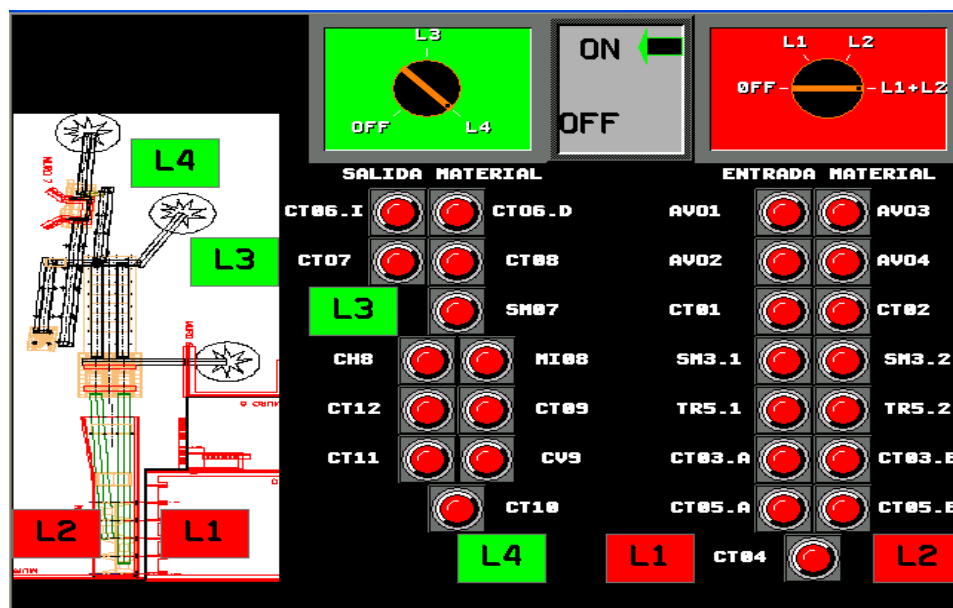 L3
OFF
L4
ON
OFF
L1
L2
OFF
L1+L2
SALIDA MATERIAL
ENTRADA MATERIAL
CT06.I
CT06.D
AV01
AV03
CT07
CT08
AV02
AV04
L3
SM07
CT01
CT02
CH8
MI08
SM3.1
SM3.2
CT12
CT09
TR5.1
TR5.2
CT11
CV9
CT03.A
CT03.B
CT10
CT05.A
CT05.B
L4
L1
CT04
L2
L4
L3
L2
L1
MURO 7